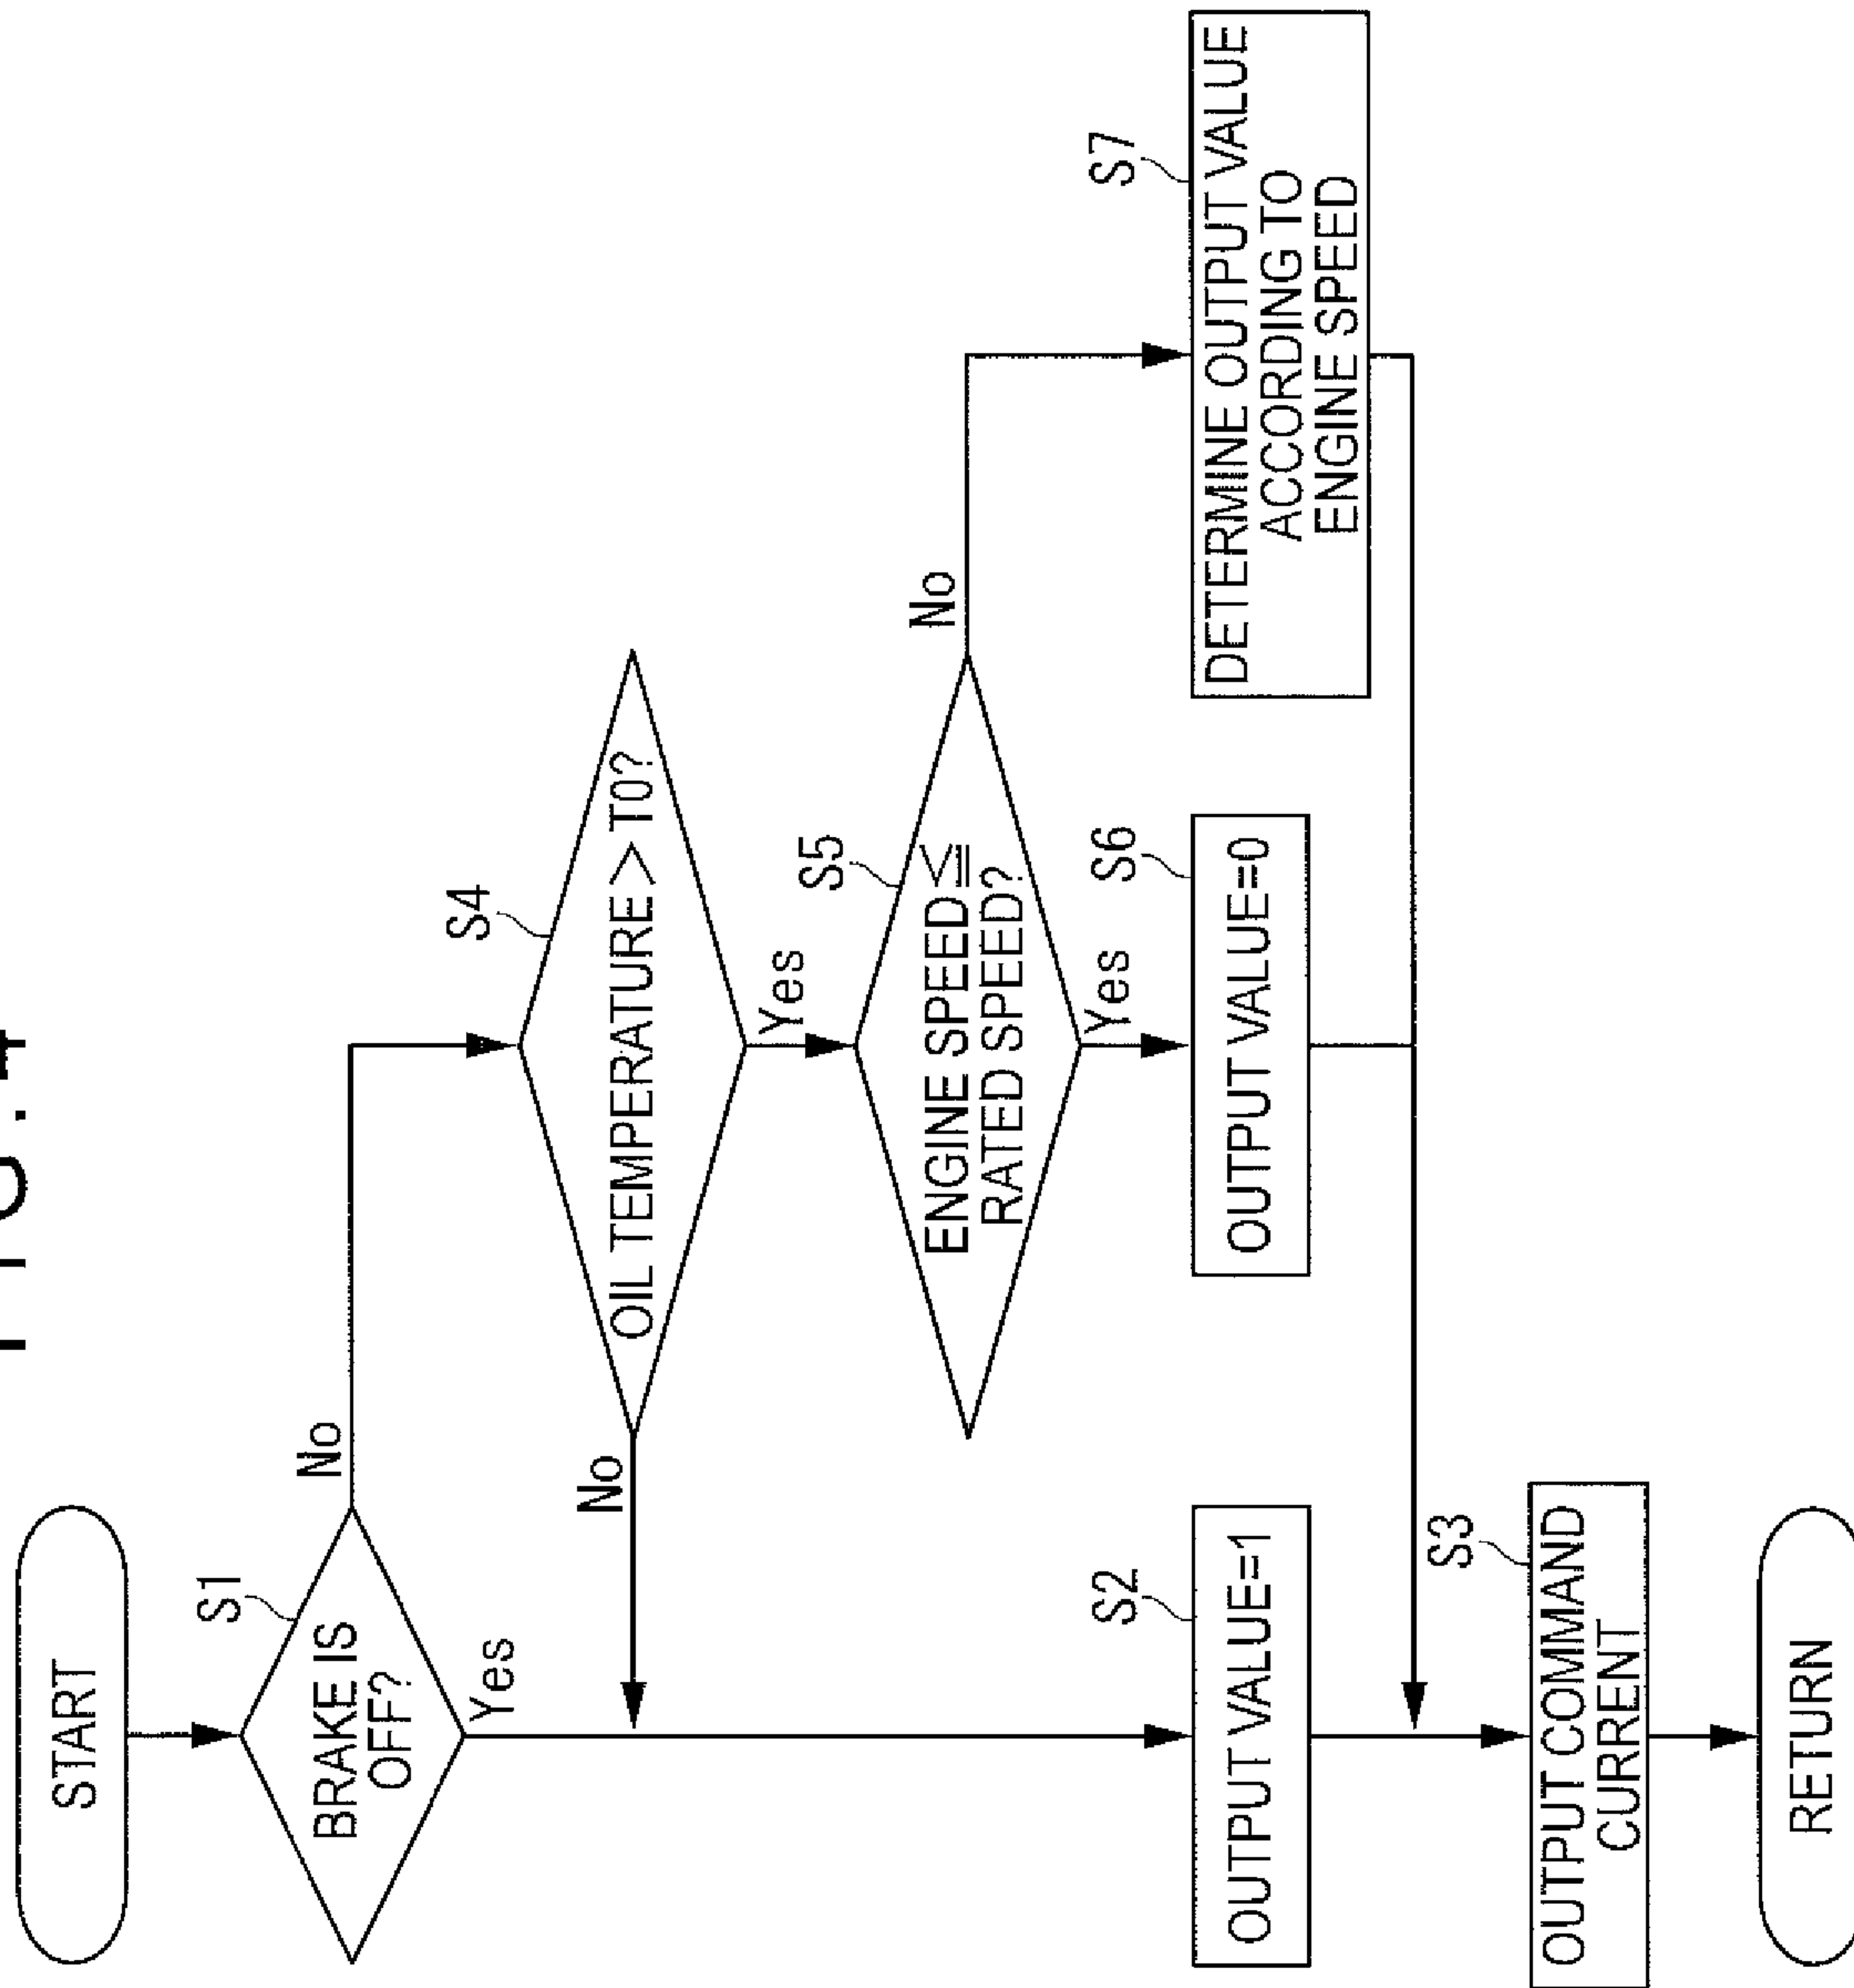 START
S1
BRAKE IS
OFF?
No
Yes
S4
OIL TEMPERATURE > T0?
No
Yes
S5
ENGINE SPEED ≦
RATED SPEED?
No
Yes
S2
OUTPUT VALUE=1
S6
OUTPUT VALUE=0
S7
DETERMINE OUTPUT VALUE
ACCORDING TO
ENGINE SPEED
S3
OUTPUT COMMAND
CURRENT
RETURN